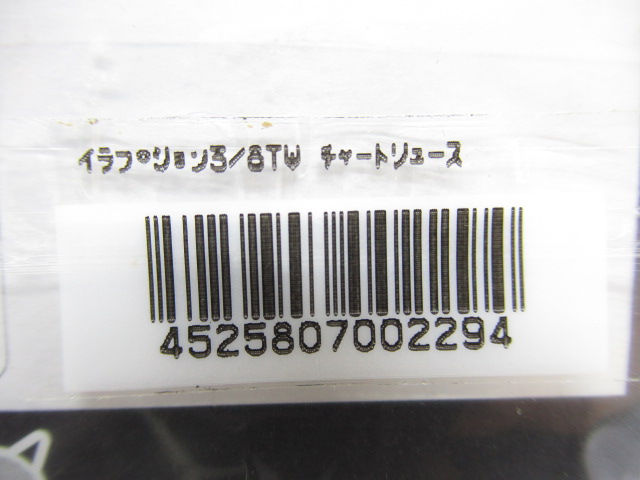 ｲﾗﾌﾟｼｮﾝ3/8TW ﾁｬｰﾄﾘｭｰｽ
4525807002294